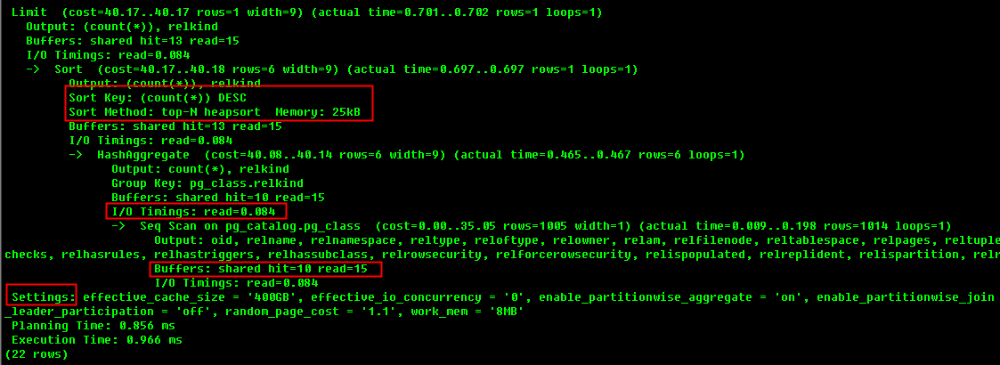 Limit  (cost=40.17..40.17 rows=1 width=9) (actual time=0.701..0.702 rows=1 loops=1)
Output: (count(*)), relkind
Buffers: shared hit=13 read=15
I/O Timings: read=0.084
->  Sort  (cost=40.17..40.18 rows=6 width=9) (actual time=0.697..0.697 rows=1 loops=1)
Output: (count(*)), relkind
Sort Key: (count(*)) DESC
Sort Method: top-N heapsort  Memory: 25kB
Buffers: shared hit=13 read=15
I/O Timings: read=0.084
->  HashAggregate  (cost=40.08..40.14 rows=6 width=9) (actual time=0.465..0.467 rows=6 loops=1)
Output: count(*), relkind
Group Key: pg_class.relkind
Buffers: shared hit=10 read=15
I/O Timings: read=0.084
->  Seq Scan on pg_catalog.pg_class  (cost=0.00..35.05 rows=1005 width=1) (actual time=0.009..0.198 rows=1014 loops=1)
Output: oid, relname, relnamespace, reltype, reloftype, relowner, relam, relfilenode, reltablespace, relpages, reltuple
checks, relhasrules, relhastriggers, relhassubclass, relrowsecurity, relforcerowsecurity, relispopulated, relreplident, relispartition, relr
Buffers: shared hit=10 read=15
I/O Timings: read=0.084
Settings: effective_cache_size = '400GB', effective_io_concurrency = '0', enable_partitionwise_aggregate = 'on', enable_partitionwise_join
_leader_participation = 'off', random_page_cost = '1.1', work_mem = '8MB'
Planning Time: 0.856 ms
Execution Time: 0.966 ms
(22 rows)